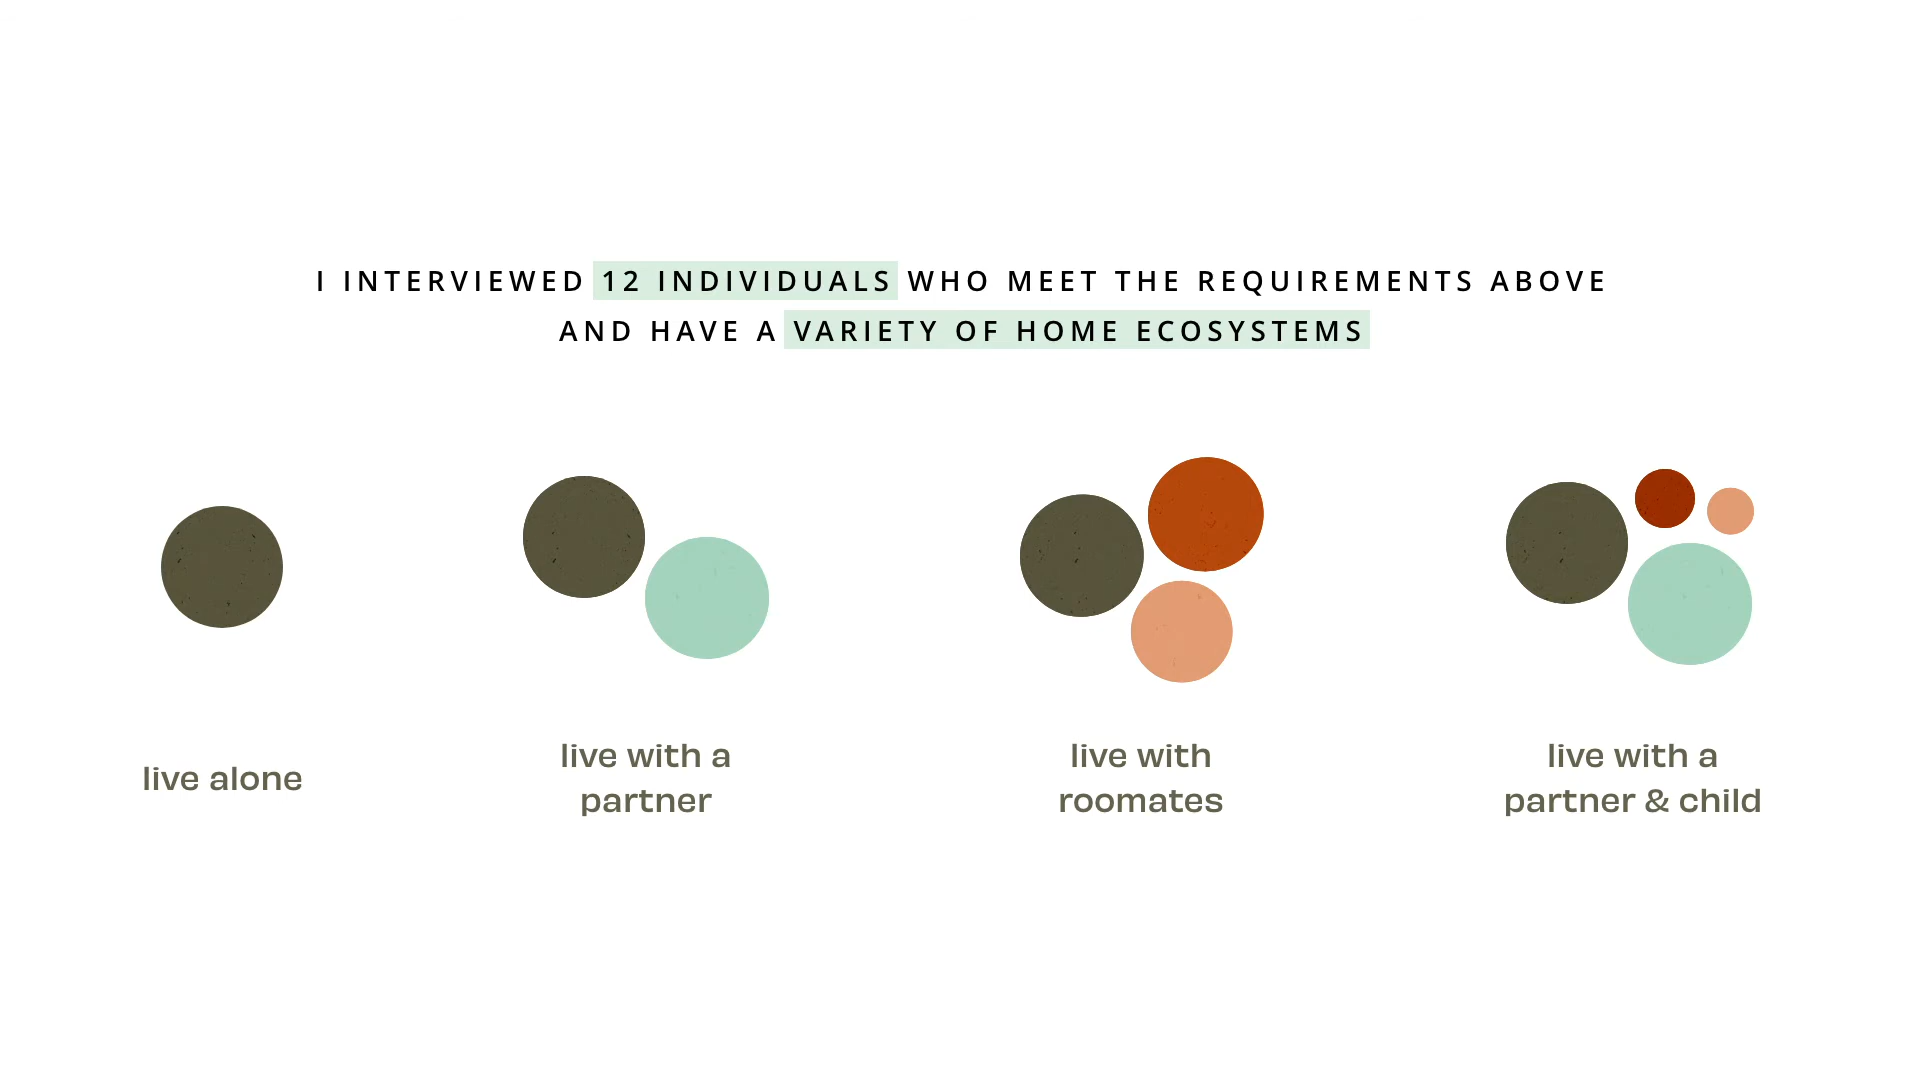 I INTERVIEWED 12 INDIVIDUALS WHO MEET THE REQUIREMENTS ABOVE
AND HAVE A VARIETY OF HOME ECOSYSTEMS
live alone
live with a
partner
live with
roomates
live with a
partner & child